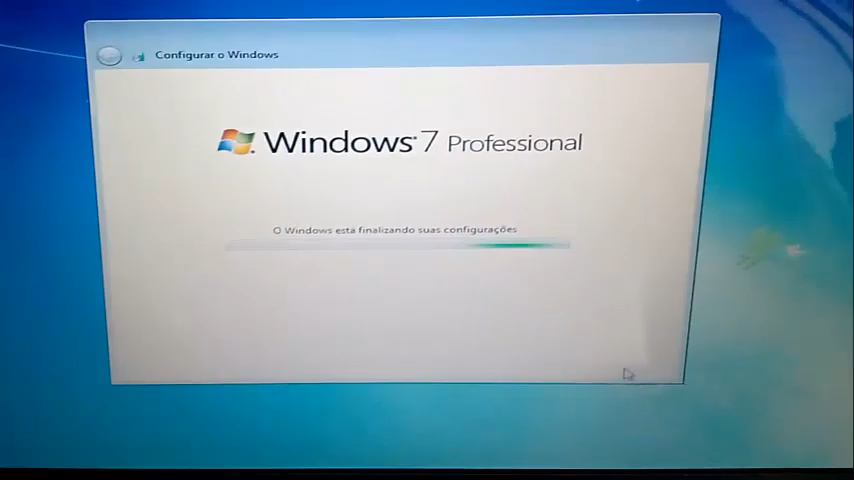 Configurar o Windows
Windows 7 Professional
O Windows está finalizando suas configurações